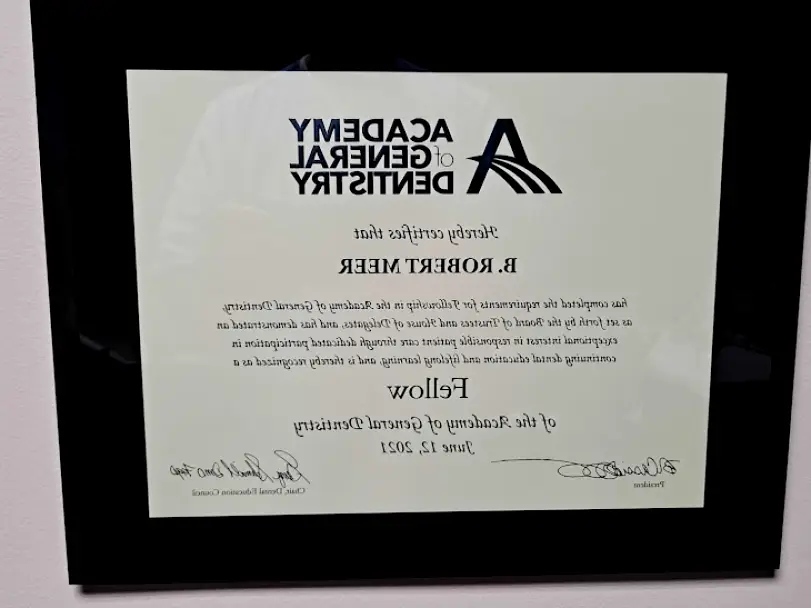 ACADEMY
of GENERAL
DENTISTRY
Hereby certifies that
B. ROBERT MEER
has completed the requirements for Fellowship in the Academy of General Dentistry,
as set forth by the Board of Trustees and House of Delegates, and has demonstrated an
exceptional interest in responsible patient care through dedicated participation in
continuing dental education and lifelong learning, and is thereby recognized as a
Fellow
of the Academy of General Dentistry
June 12, 2021
President
Chair, Dental Education Council